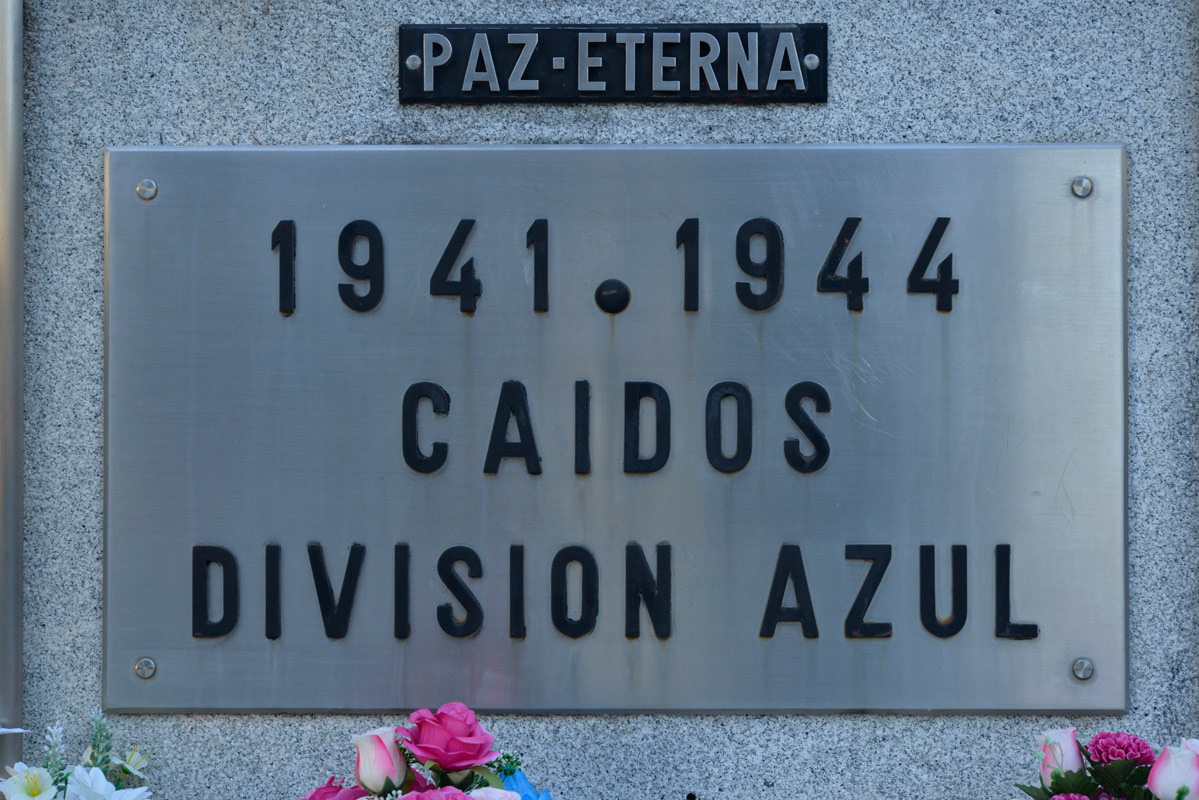 PAZ·ETERNA
1941.1944
CAIDOS
DIVISION AZUL